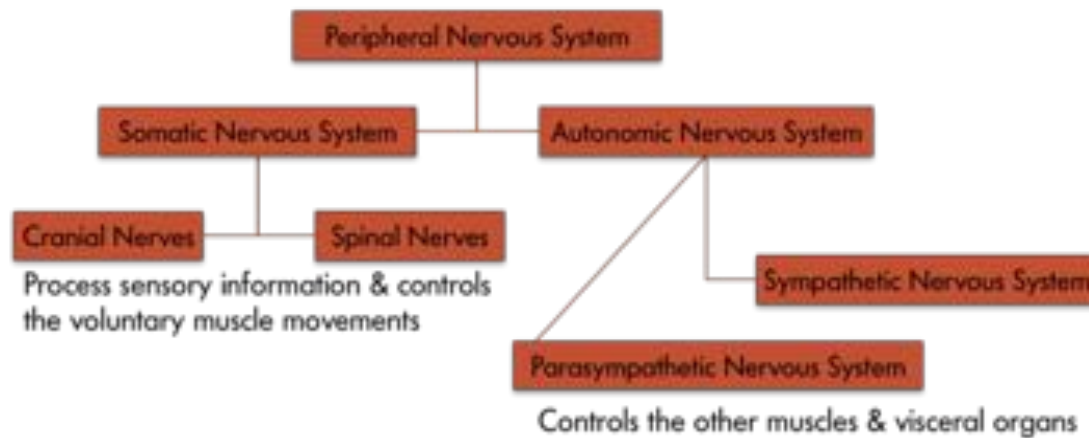 Peripheral Nervous System
Somatic Nervous System
Autonomic Nervous System
Cranial Nerves
Spinal Nerves
Process sensory information & controls
the voluntary muscle movements
Sympathetic Nervous System
Parasympathetic Nervous System
Controls the other muscles & visceral organs